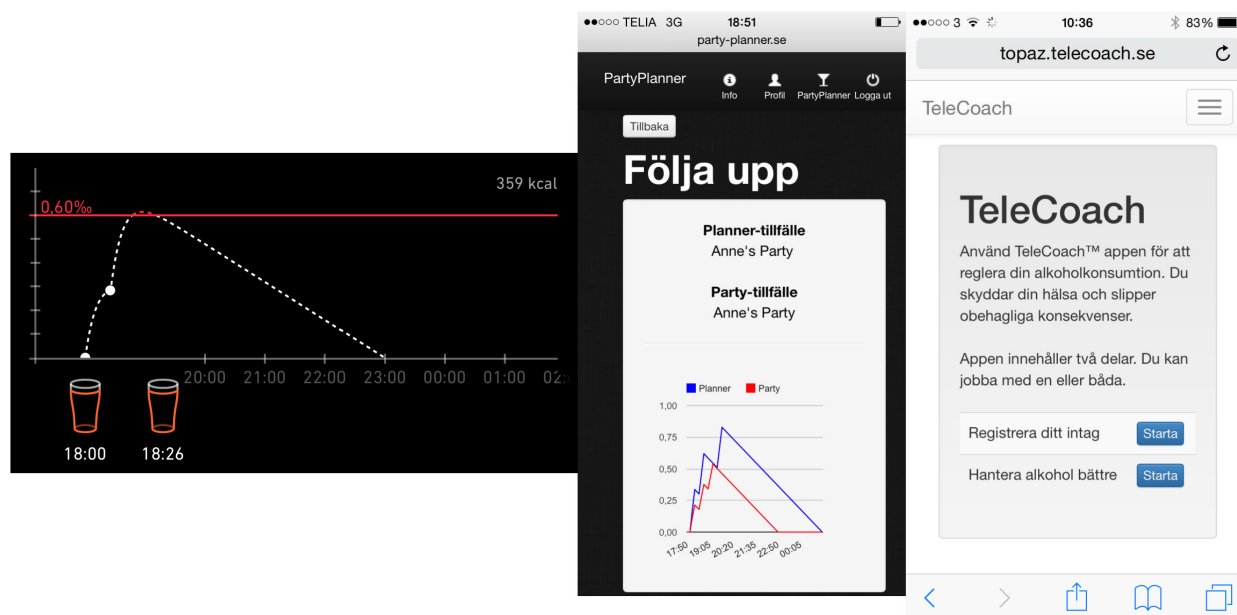 359 kcal
0,60‰
20:00 21:00 22:00 23:00 00:00 01:00 02:
18:00 18:26
TELIA 3G 18:51
party-planner.se
PartyPlanner
Info Profil PartyPlanner Logga ut
Tillbaka
Följa upp
Planner-tillfälle
Anne's Party
Party-tillfälle
Anne's Party
Planner Party
1,00
0,75
0,50
0,25
0,00
17:50 19:05 20:20 21:35 22:50 00:05
3 10:36 83%
topaz.telecoach.se
TeleCoach
TeleCoach
Använd TeleCoach™ appen för att
reglera din alkoholkonsumtion. Du
skyddar din hälsa och slipper
obehagliga konsekvenser.
Appen innehåller två delar. Du kan
jobba med en eller båda.
Registrera ditt intag Starta
Hantera alkohol bättre Starta